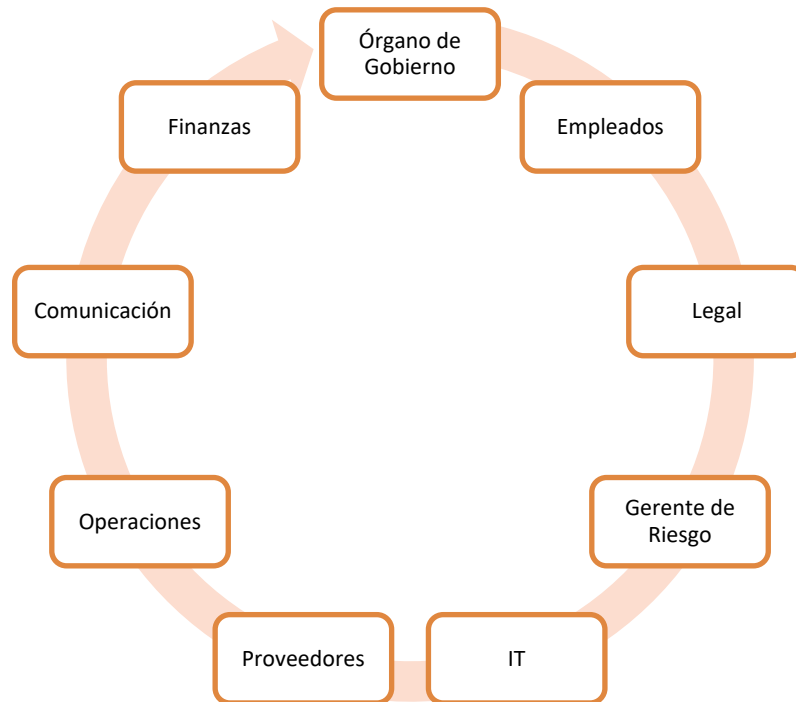 Órgano de
Gobierno
Empleados
Legal
Gerente de
Riesgo
IT
Proveedores
Operaciones
Comunicación
Finanzas